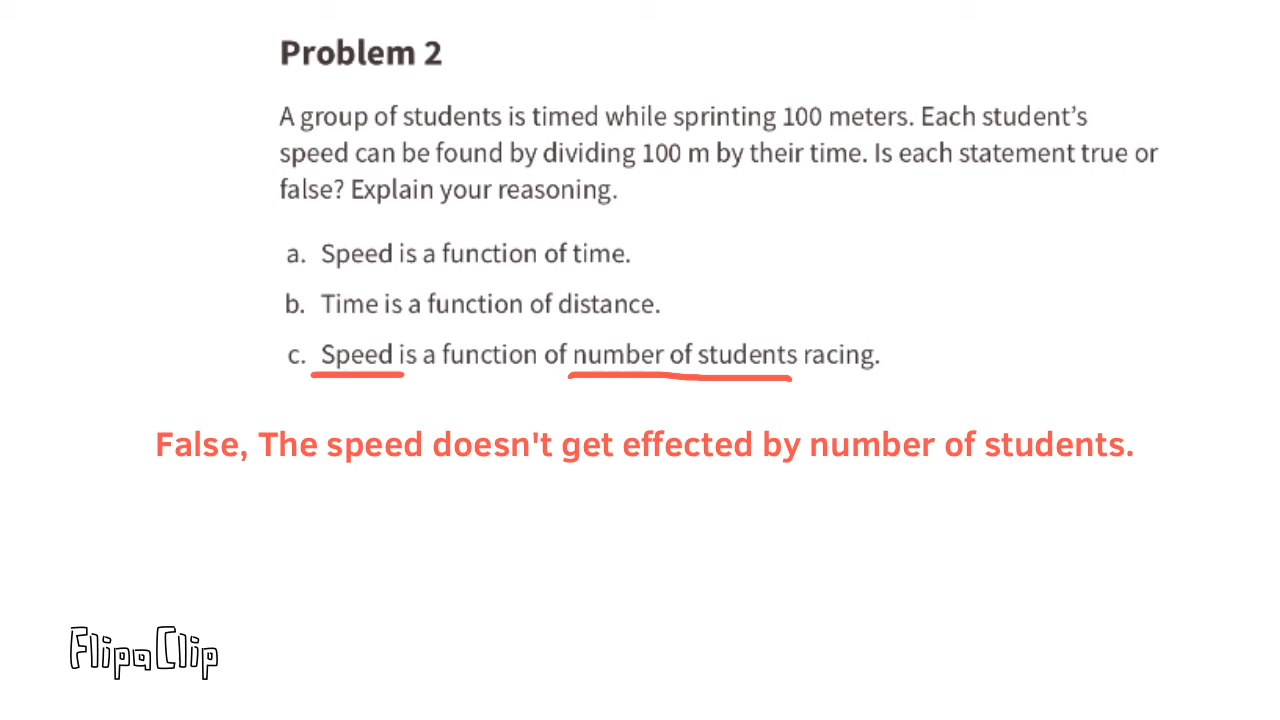 Problem 2
A group of students is timed while sprinting 100 meters. Each student's
speed can be found by dividing 100 m by their time. Is each statement true or
false? Explain your reasoning.
a. Speed is a function of time.
b. Time is a function of distance.
c. Speed is a function of number of students racing.
False, The speed doesn't get effected by number of students.
FlipaClip